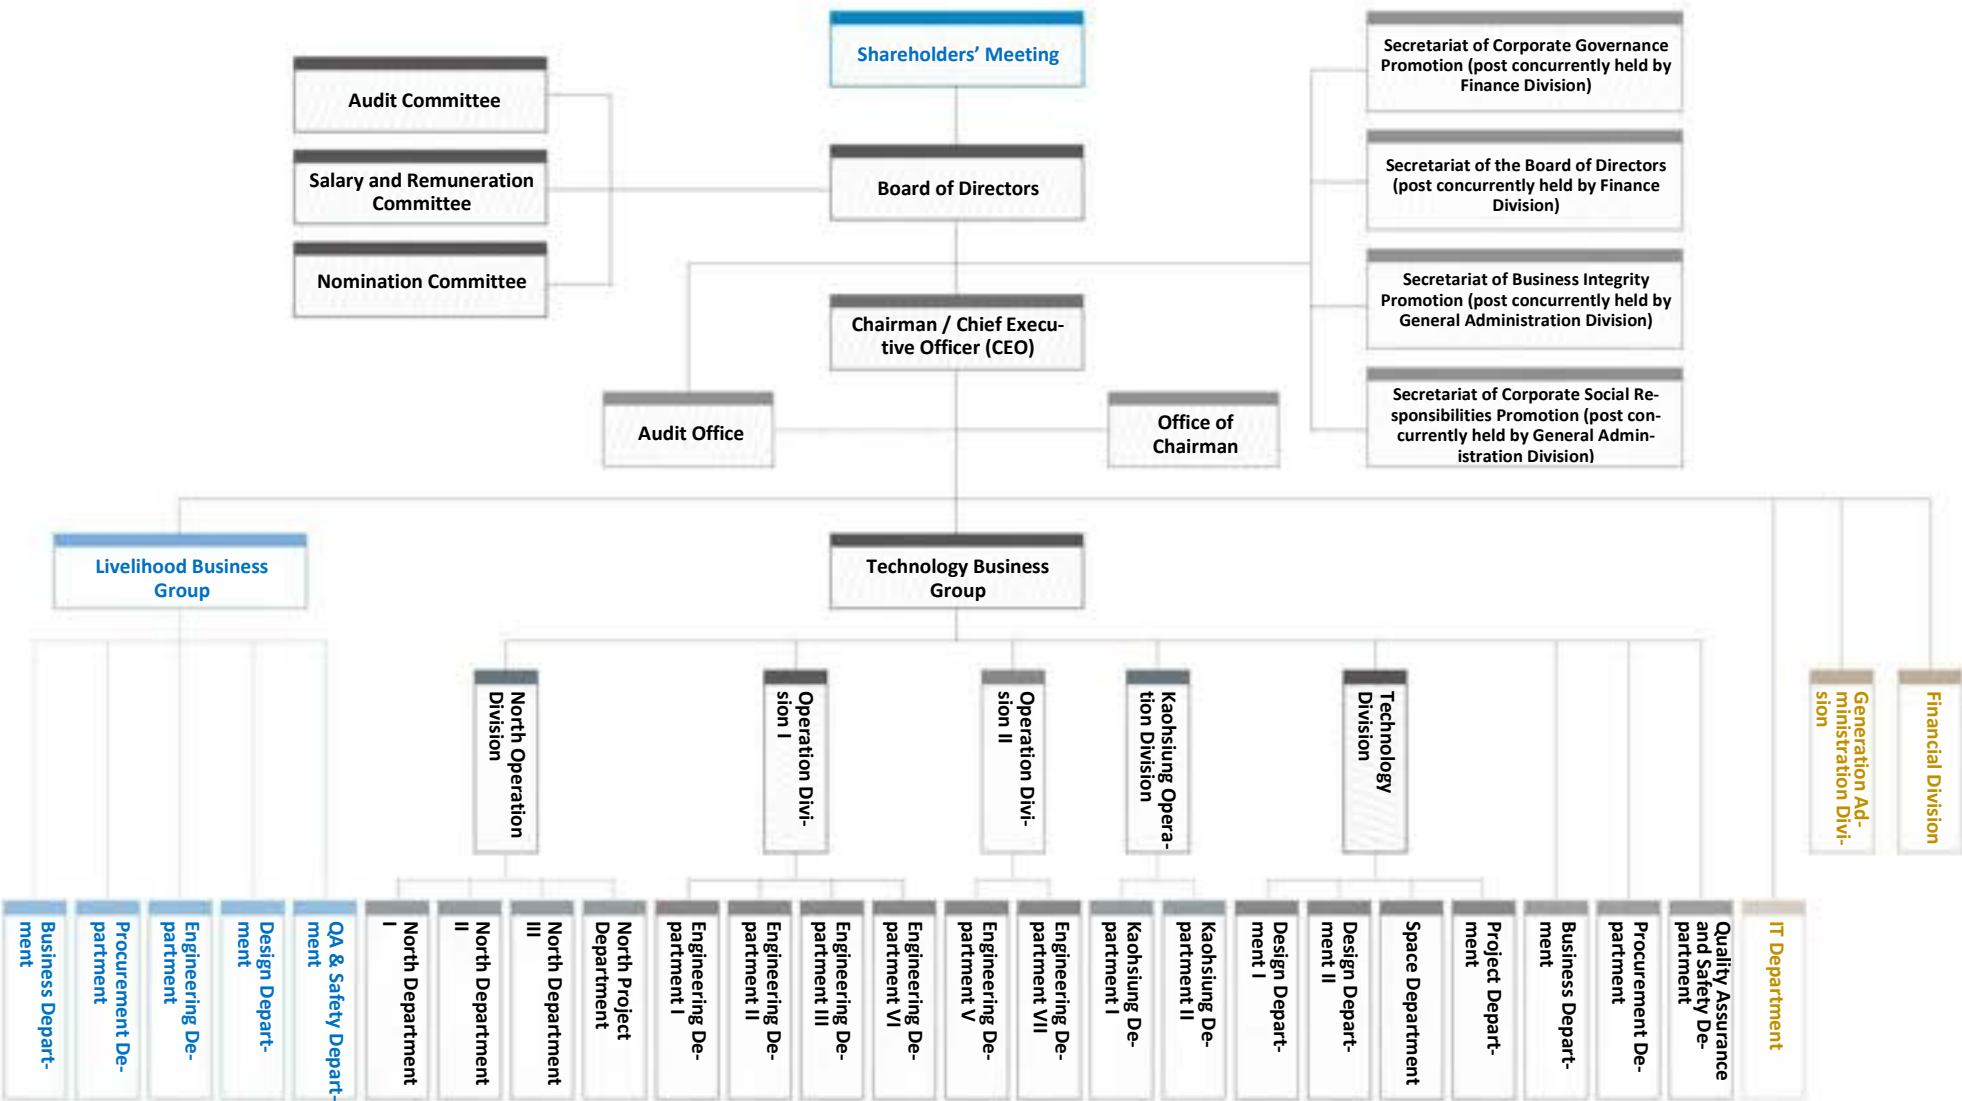 Shareholders’ Meeting
Secretariat of Corporate Governance
Promotion (post concurrently held by
Finance Division)
Audit Committee
Salary and Remuneration
Committee
Board of Directors
Secretariat of the Board of Directors
(post concurrently held by Finance
Division)
Nomination Committee
Secretariat of Business Integrity
Promotion (post concurrently held by
General Administration Division)
Chairman / Chief Execu-
tive Officer (CEO)
Audit Office
Office of
Chairman
Secretariat of Corporate Social Re-
sponsibilities Promotion (post con-
currently held by General Admin-
istration Division)
Livelihood Business
Group
Technology Business
Group
North Operation
Division
Operation Divi-
sion I
Operation Divi-
sion II
Kaohsiung Opera-
tion Division
Technology
Division
Generation Ad-
ministration Divi-
sion
Financial Division
Business Depart-
ment
Procurement De-
partment
Engineering De-
partment
Design Depart-
ment
QA & Safety Depart-
ment
North Department
I
North Department
II
North Department
III
North Project
Department
Engineering De-
partment I
Engineering De-
partment II
Engineering De-
partment III
Engineering De-
partment VI
Engineering De-
partment V
Engineering De-
partment VII
Kaohsiung De-
partment I
Kaohsiung De-
partment II
Design Depart-
ment I
Design Depart-
ment II
Space Department
Project Depart-
ment
Business Depart-
ment
Procurement De-
partment
Quality Assurance
and Safety De-
partment
IT Department